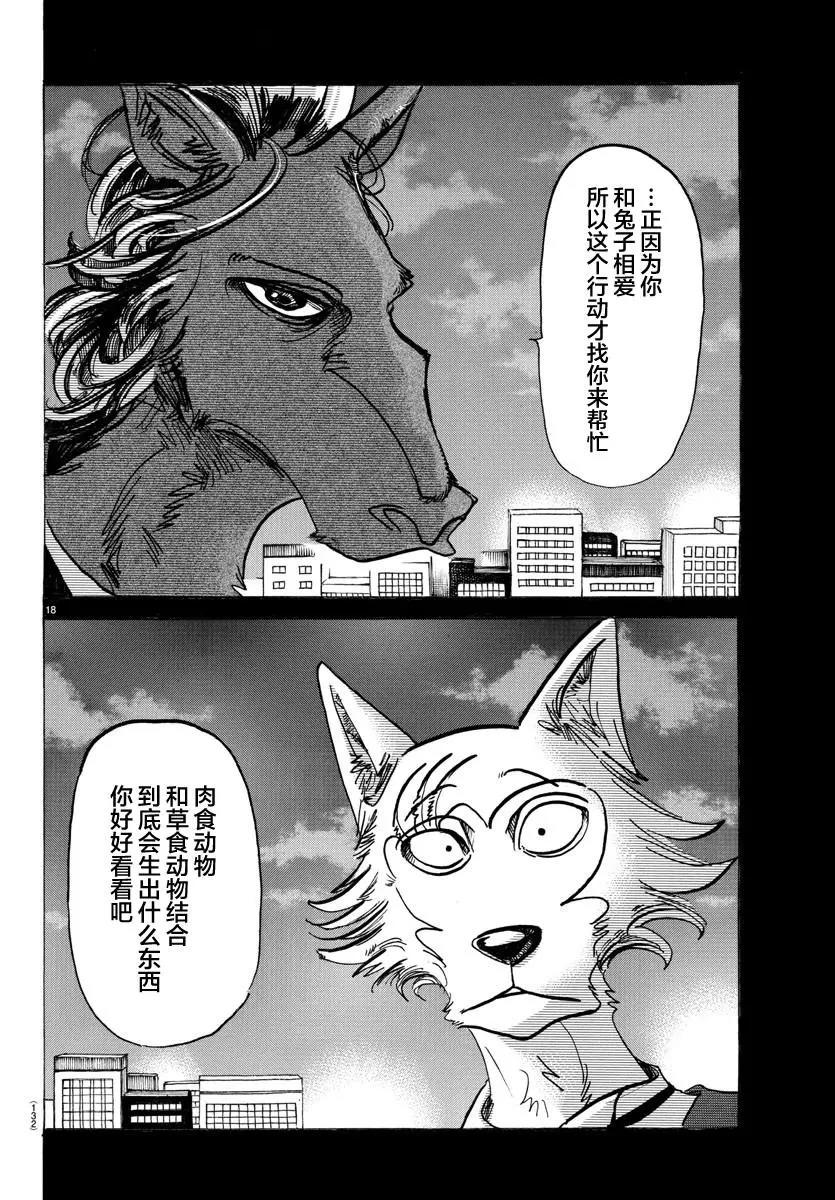 …正因为你
和兔子相爱
所以这个行动才找你来帮忙
18
肉食动物
和草食动物结合
到底会生出什么东西
你好好看看吧
(132)